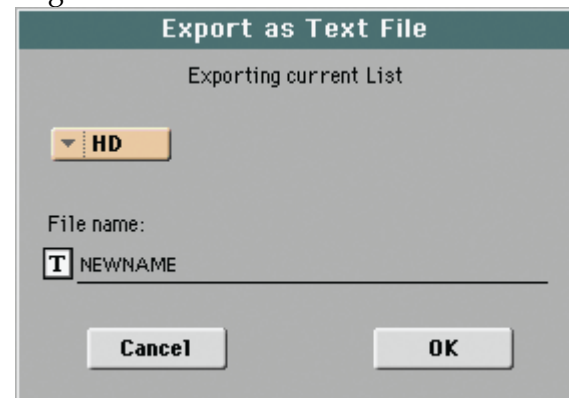 Export as Text File
Exporting current List
HD
File name:
T NEWNAME
Cancel OK